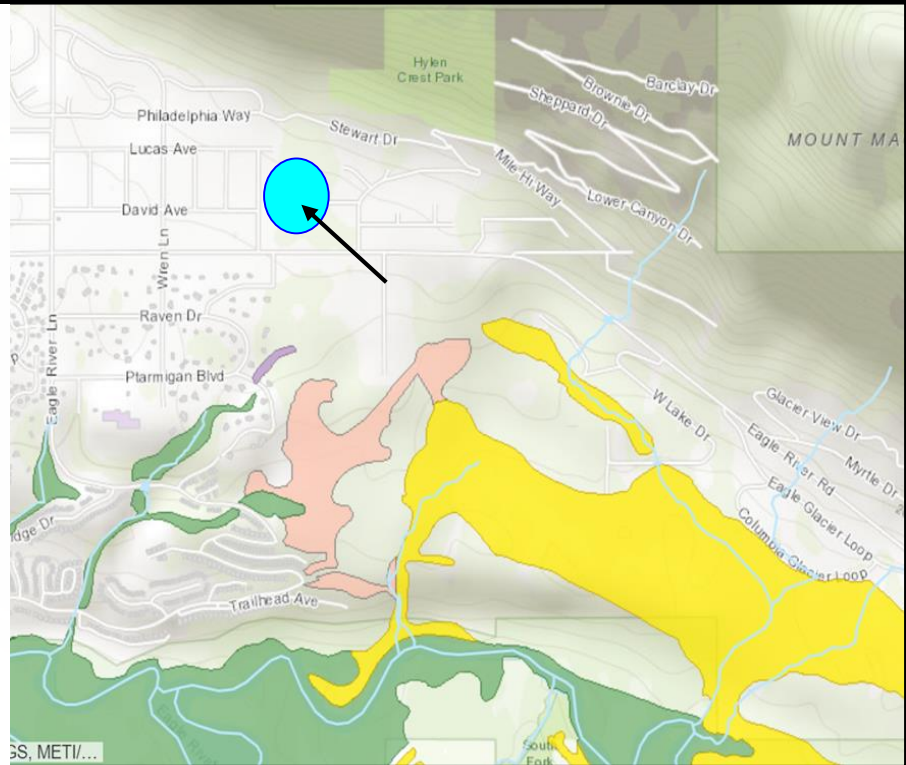 Hylen
Crest Park
Barclay Dr
Brownie Dr
Sheppard Dr
Philadelphia Way
Stewart Dr
MOUNT MA
Lucas Ave
Mile Hi Way
Lower Canyon Dr
David Ave
Wren Ln
Eagle River Ln
Raven Dr
Ptarmigan Blvd
W Lake Dr
Glacier View Dr
Eagle River Rd
Myrtle Dr
Eagle Glacier Loop
Columbia Glacier Loop
dge Dr
Trailhead Ave
South
Fork
GS, METI/...